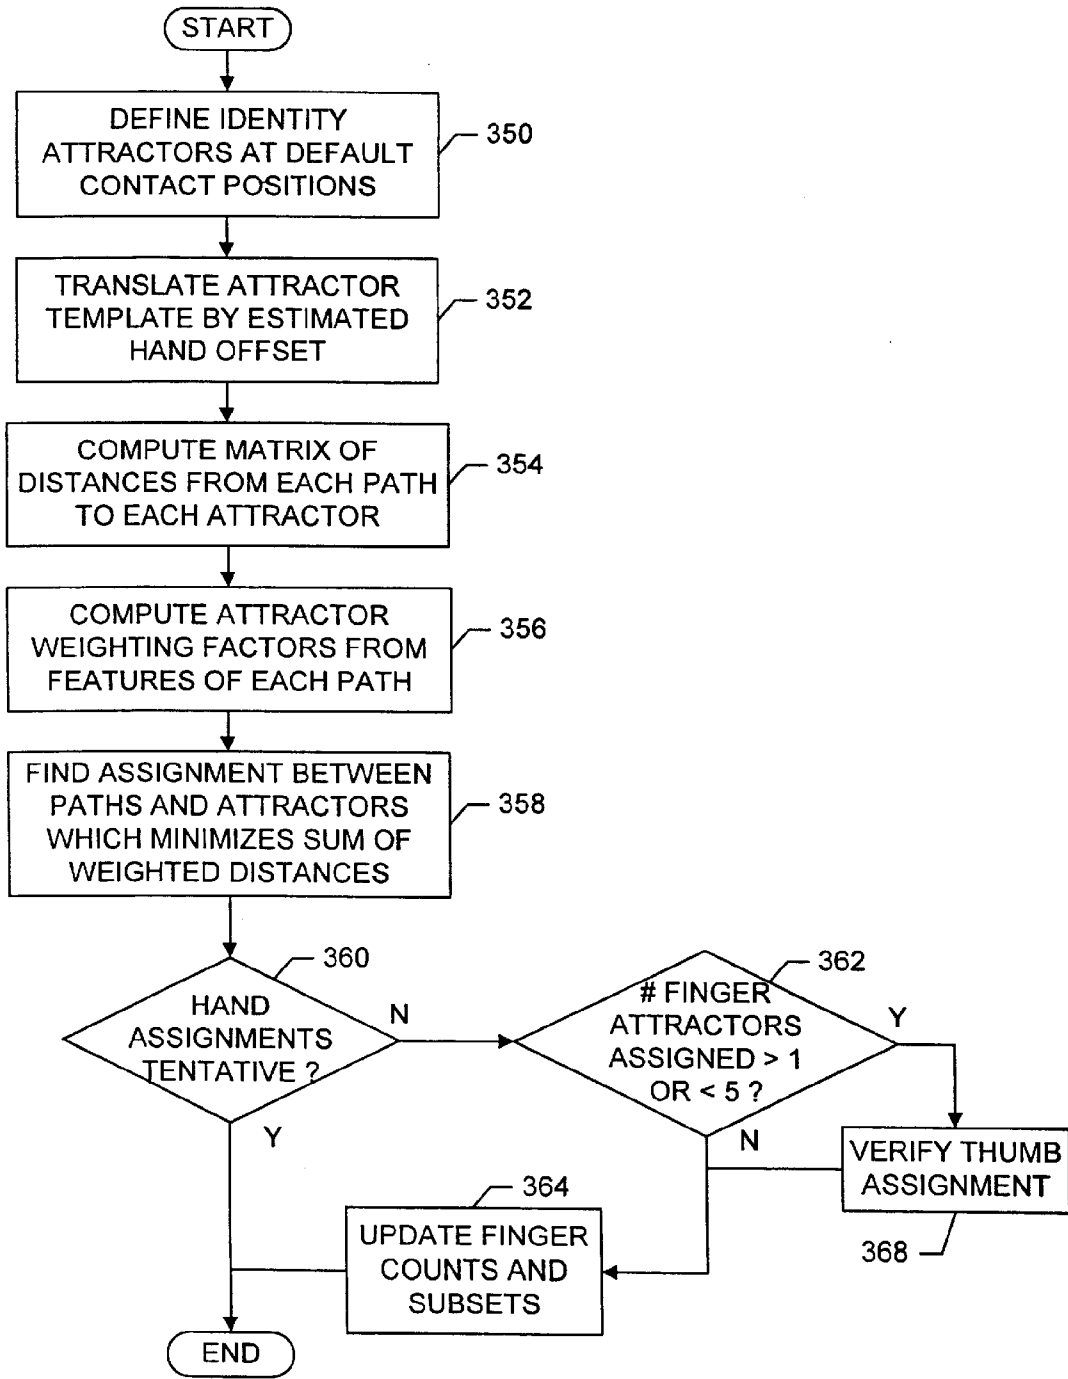 START
DEFINE IDENTITY
ATTRACTORS AT DEFAULT
CONTACT POSITIONS
350
TRANSLATE ATTRACTOR
TEMPLATE BY ESTIMATED
HAND OFFSET
352
COMPUTE MATRIX OF
DISTANCES FROM EACH PATH
TO EACH ATTRACTOR
354
COMPUTE ATTRACTOR
WEIGHTING FACTORS FROM
FEATURES OF EACH PATH
356
FIND ASSIGNMENT BETWEEN
PATHS AND ATTRACTORS
WHICH MINIMIZES SUM OF
WEIGHTED DISTANCES
358
360
HAND
ASSIGNMENTS
TENTATIVE ?
N
Y
362
# FINGER
ATTRACTORS
ASSIGNED > 1
OR < 5 ?
Y
N
VERIFY THUMB
ASSIGNMENT
368
364
UPDATE FINGER
COUNTS AND
SUBSETS
END